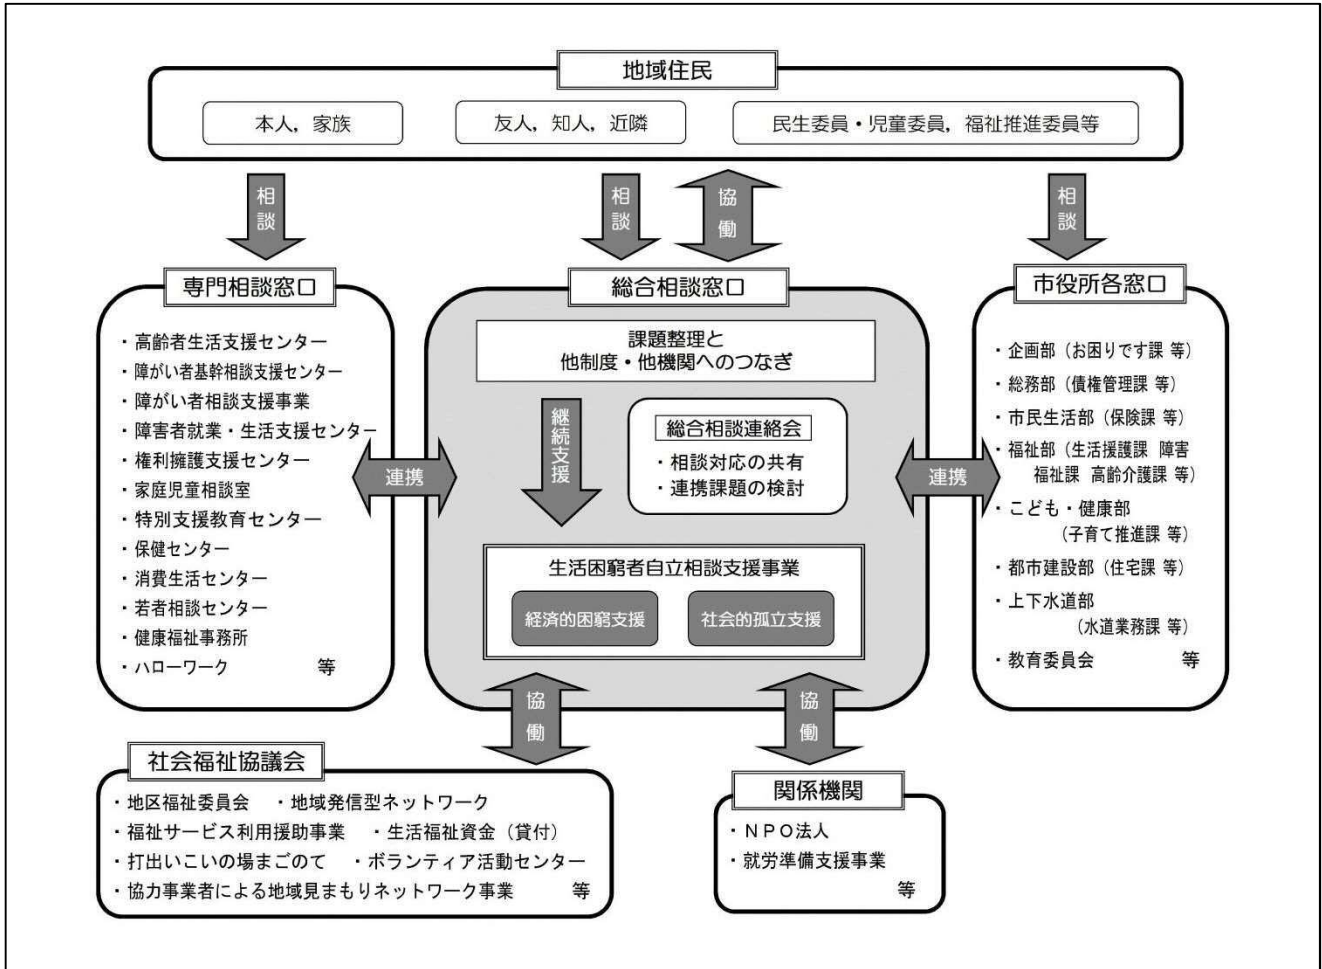 地域住民
本人，家族
友人，知人，近隣
民生委員・児童委員，福祉推進委員等
相談
相談
協働
相談
専門相談窓口
・高齢者生活支援センター
・障がい者基幹相談支援センター
・障がい者相談支援事業
・障害者就業・生活支援センター
・権利擁護支援センター
・家庭児童相談室
・特別支援教育センター
・保健センター
・消費生活センター
・若者相談センター
・健康福祉事務所
・ハローワーク 等
連携
総合相談窓口
課題整理と
他制度・他機関へのつなぎ
継続支援
総合相談連絡会
・相談対応の共有
・連携課題の検討
生活困窮者自立相談支援事業
経済的困窮支援
社会的孤立支援
連携
市役所各窓口
・企画部（お困りです課 等）
・総務部（債権管理課 等）
・市民生活部（保険課 等）
・福祉部（生活援護課 障害
福祉課 高齢介護課 等）
・こども・健康部
（子育て推進課 等）
・都市建設部（住宅課 等）
・上下水道部
（水道業務課 等）
・教育委員会 等
協働
協働
社会福祉協議会
・地区福祉委員会 ・地域発信型ネットワーク
・福祉サービス利用援助事業 ・生活福祉資金（貸付）
・打出いこいの場まごのて ・ボランティア活動センター
・協力事業者による地域見まもりネットワーク事業 等
関係機関
・ＮＰＯ法人
・就労準備支援事業
等